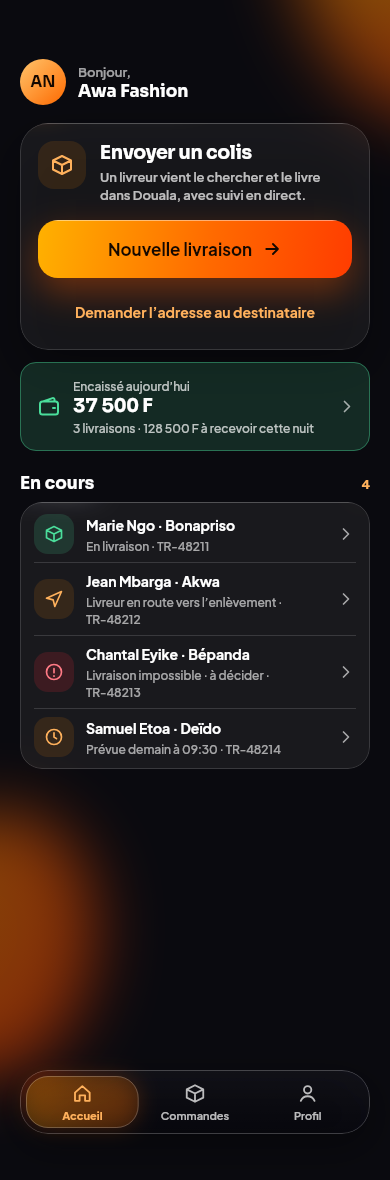 AN
Bonjour,
Awa Fashion
Envoyer un colis
Un livreur vient le chercher et le livre
dans Douala, avec suivi en direct.
Nouvelle livraison →
Demander l’adresse au destinataire
Encaissé aujourd’hui
37 500 F
3 livraisons · 128 500 F à recevoir cette nuit
En cours
4
Marie Ngo · Bonapriso
En livraison · TR-48211
Jean Mbarga · Akwa
Livreur en route vers l’enlèvement ·
TR-48212
Chantal Eyike · Bépanda
Livraison impossible · à décider ·
TR-48213
Samuel Etoa · Deïdo
Prévue demain à 09:30 · TR-48214
Accueil
Commandes
Profil